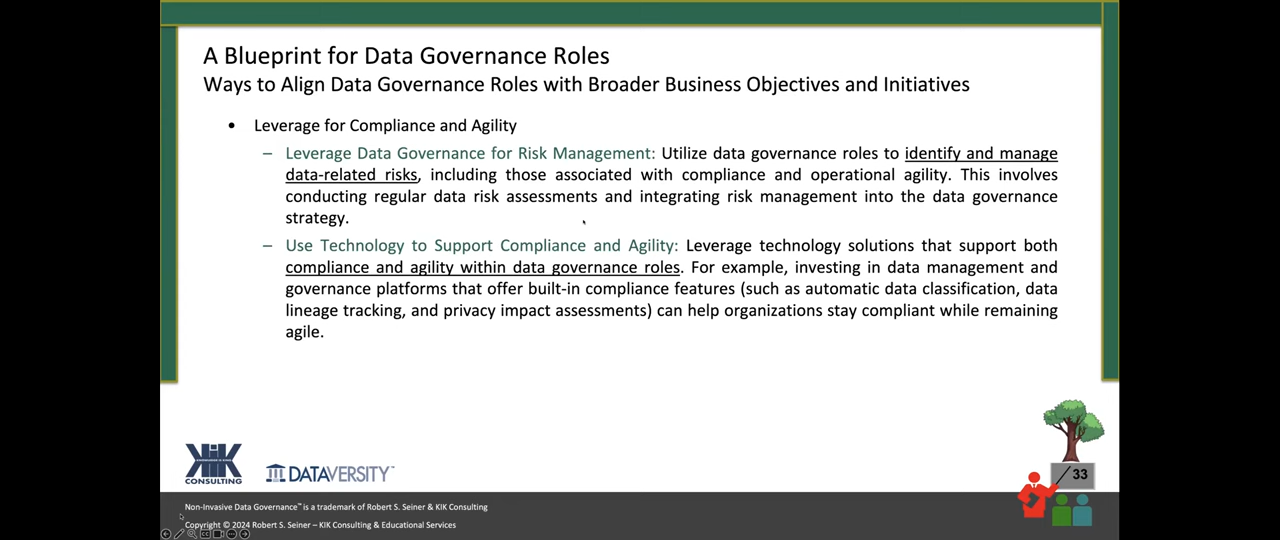 A Blueprint for Data Governance Roles
Ways to Align Data Governance Roles with Broader Business Objectives and Initiatives
• Leverage for Compliance and Agility
– Leverage Data Governance for Risk Management: Utilize data governance roles to identify and manage
data-related risks, including those associated with compliance and operational agility. This involves
conducting regular data risk assessments and integrating risk management into the data governance
strategy.
– Use Technology to Support Compliance and Agility: Leverage technology solutions that support both
compliance and agility within data governance roles. For example, investing in data management and
governance platforms that offer built-in compliance features (such as automatic data classification, data
lineage tracking, and privacy impact assessments) can help organizations stay compliant while remaining
agile.
KIK
CONSULTING
DATAVERSITY™
33
Non-Invasive Data Governance™ is a trademark of Robert S. Seiner & KIK Consulting
Copyright © 2024 Robert S. Seiner – KIK Consulting & Educational Services